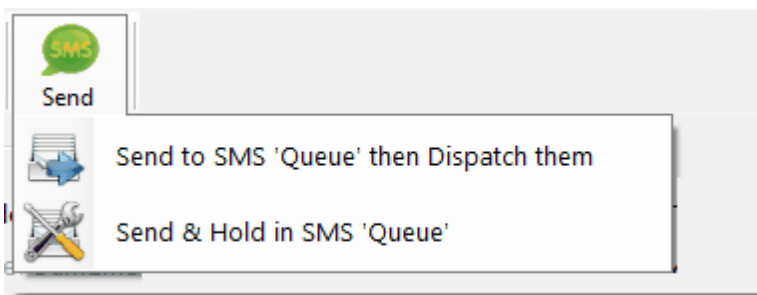 SMS
Send
Send to SMS 'Queue' then Dispatch them
Send & Hold in SMS 'Queue'